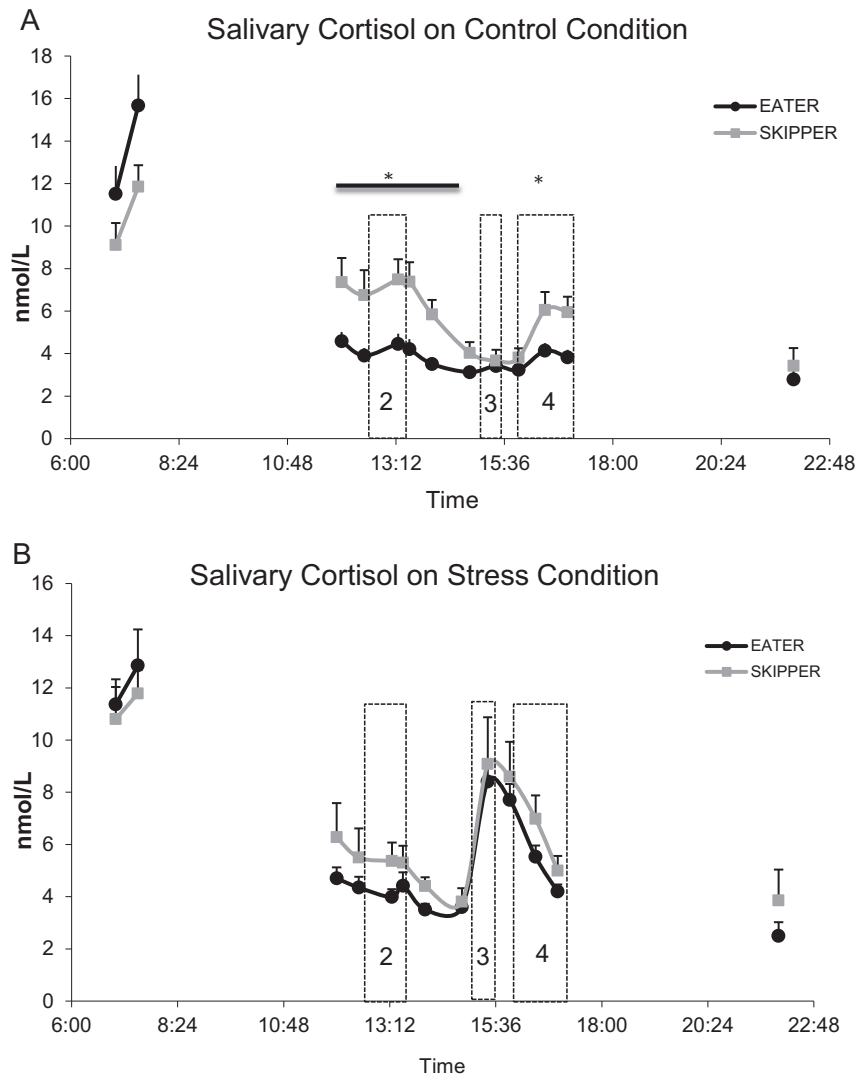 A
Salivary Cortisol on Control Condition
18
16
14
12
10
8
6
4
2
0
nmol/L
EATER
SKIPPER
*
*
2
3
4
6:00 8:24 10:48 13:12 15:36 18:00 20:24 22:48
Time
B
Salivary Cortisol on Stress Condition
16
14
12
10
8
6
4
2
0
nmol/L
EATER
SKIPPER
2
3
4
6:00 8:24 10:48 13:12 15:36 18:00 20:24 22:48
Time